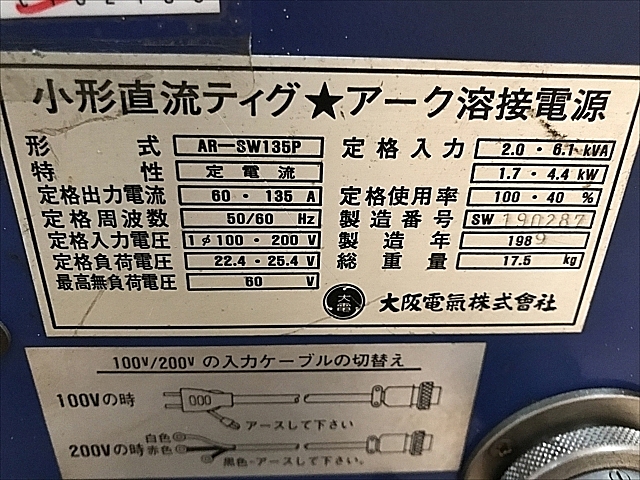 小形直流ティグ★アーク溶接電源
形式 AR-SW135P 定格入力 2.0・6.1 kVA
特性 定電流 1.7・4.4 kW
定格出力電流 60・135 A 定格使用率 100・40 %
定格周波数 50/60 Hz 製造番号 SW 190287
定格入力電圧 1φ100・200 V 製造年 1989
定格負荷電圧 22.4・25.4 V 総重量 17.5 kg
最高無負荷電圧 60 V
大電 大阪電氣株式會社
100V/200V の入力ケーブルの切替え
100Vの時
アースして下さい
200Vの時 白色 赤色
黒色-アースして下さい。